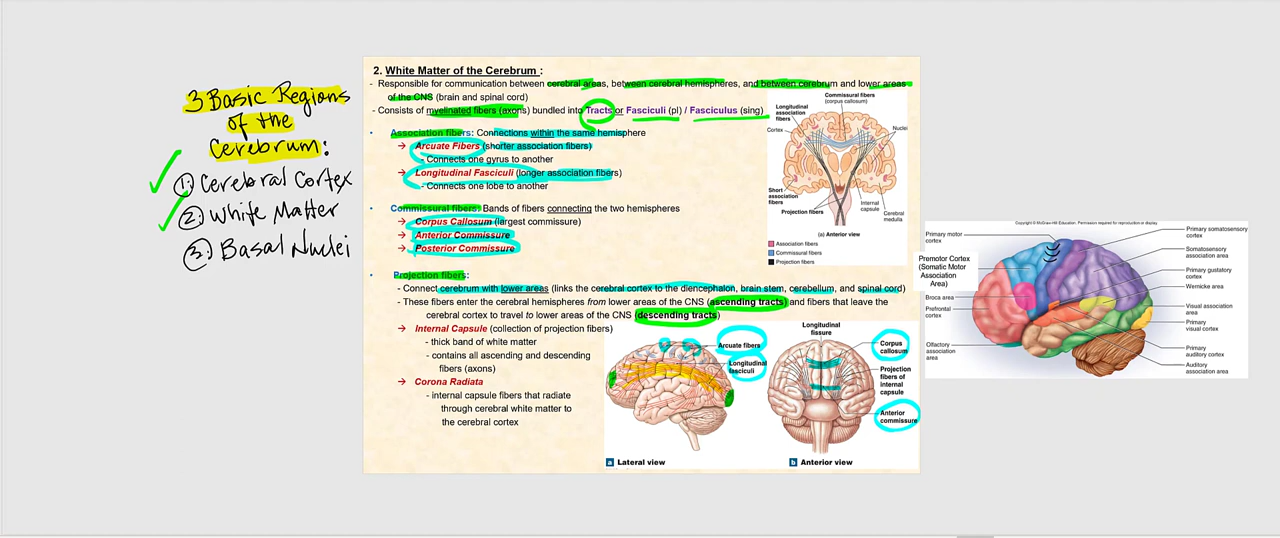 3 Basic Regions
of the
Cerebrum:
1. Cerebral Cortex
2. White Matter
3. Basal Nuclei
2. White Matter of the Cerebrum :
- Responsible for communication between cerebral areas, between cerebral hemispheres, and between cerebrum and lower areas
of the CNS (brain and spinal cord)
- Consists of myelinated fibers (axons) bundled into Tracts or Fasciculi (pl) / Fasciculus (sing)
• Association fibers: Connections within the same hemisphere
→ Arcuate Fibers (shorter association fibers)
- Connects one gyrus to another
→ Longitudinal Fasciculi (longer association fibers)
- Connects one lobe to another
• Commissural fibers: Bands of fibers connecting the two hemispheres
→ Corpus Callosum (largest commissure)
→ Anterior Commissure
→ Posterior Commissure
• Projection fibers:
- Connect cerebrum with lower areas (links the cerebral cortex to the diencephalon, brain stem, cerebellum, and spinal cord)
- These fibers enter the cerebral hemispheres from lower areas of the CNS (ascending tracts) and fibers that leave the
cerebral cortex to travel to lower areas of the CNS (descending tracts)
→ Internal Capsule (collection of projection fibers)
- thick band of white matter
- contains all ascending and descending
fibers (axons)
→ Corona Radiata
- internal capsule fibers that radiate
through cerebral white matter to
the cerebral cortex
Commissural fibers
(corpus callosum)
Longitudinal
association
fibers
Cortex
Nuclei
Short
association
fibers
Projection fibers
Internal
capsule
Cerebral
medulla
(a) Anterior view
Association fibers
Commissural fibers
Projection fibers
Arcuate fibers
Longitudinal
fasciculi
a Lateral view
Longitudinal
fissure
Corpus
callosum
Projection
fibers of
internal
capsule
Anterior
commissure
b Anterior view
Copyright © McGraw-Hill Education. Permission required for reproduction or display.
Primary motor
cortex
Premotor Cortex
(Somatic Motor
Association
Area)
Broca area
Prefrontal
cortex
Olfactory
association
area
Primary somatosensory
cortex
Somatosensory
association area
Primary gustatory
cortex
Wernicke area
Visual association
area
Primary
visual cortex
Primary
auditory cortex
Auditory
association area